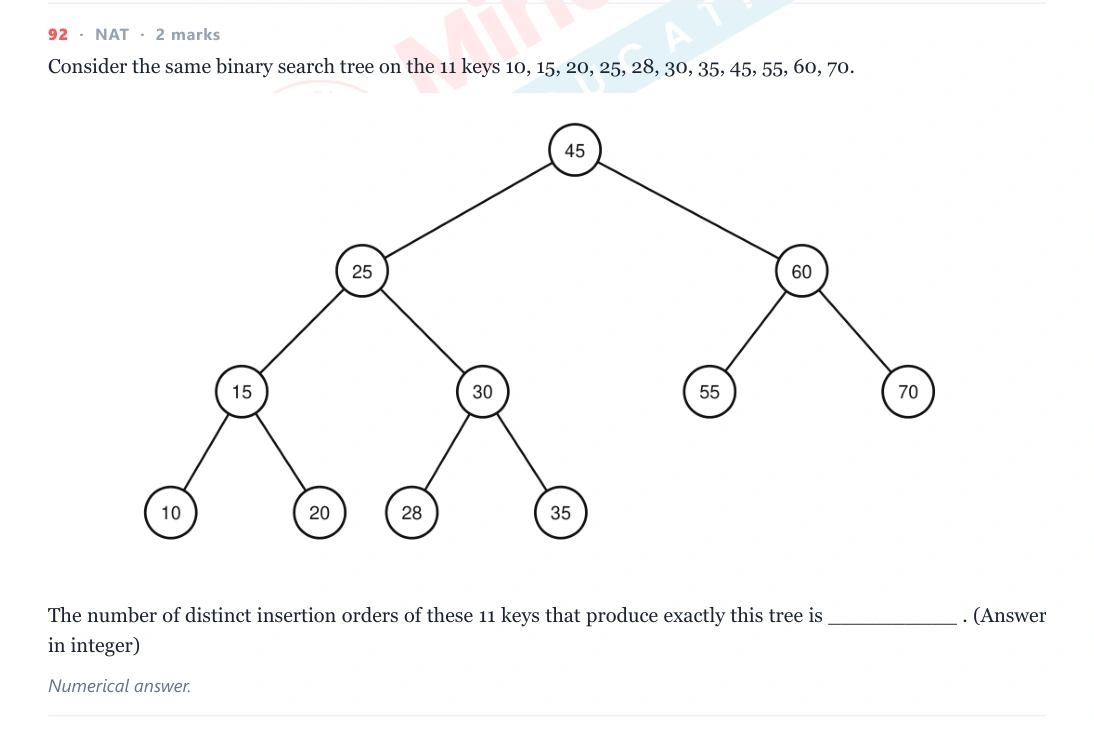 92 · NAT · 2 marks
Consider the same binary search tree on the 11 keys 10, 15, 20, 25, 28, 30, 35, 45, 55, 60, 70.
45
25
60
15
30
55
70
10
20
28
35
The number of distinct insertion orders of these 11 keys that produce exactly this tree is ____________ . (Answer
in integer)
Numerical answer.